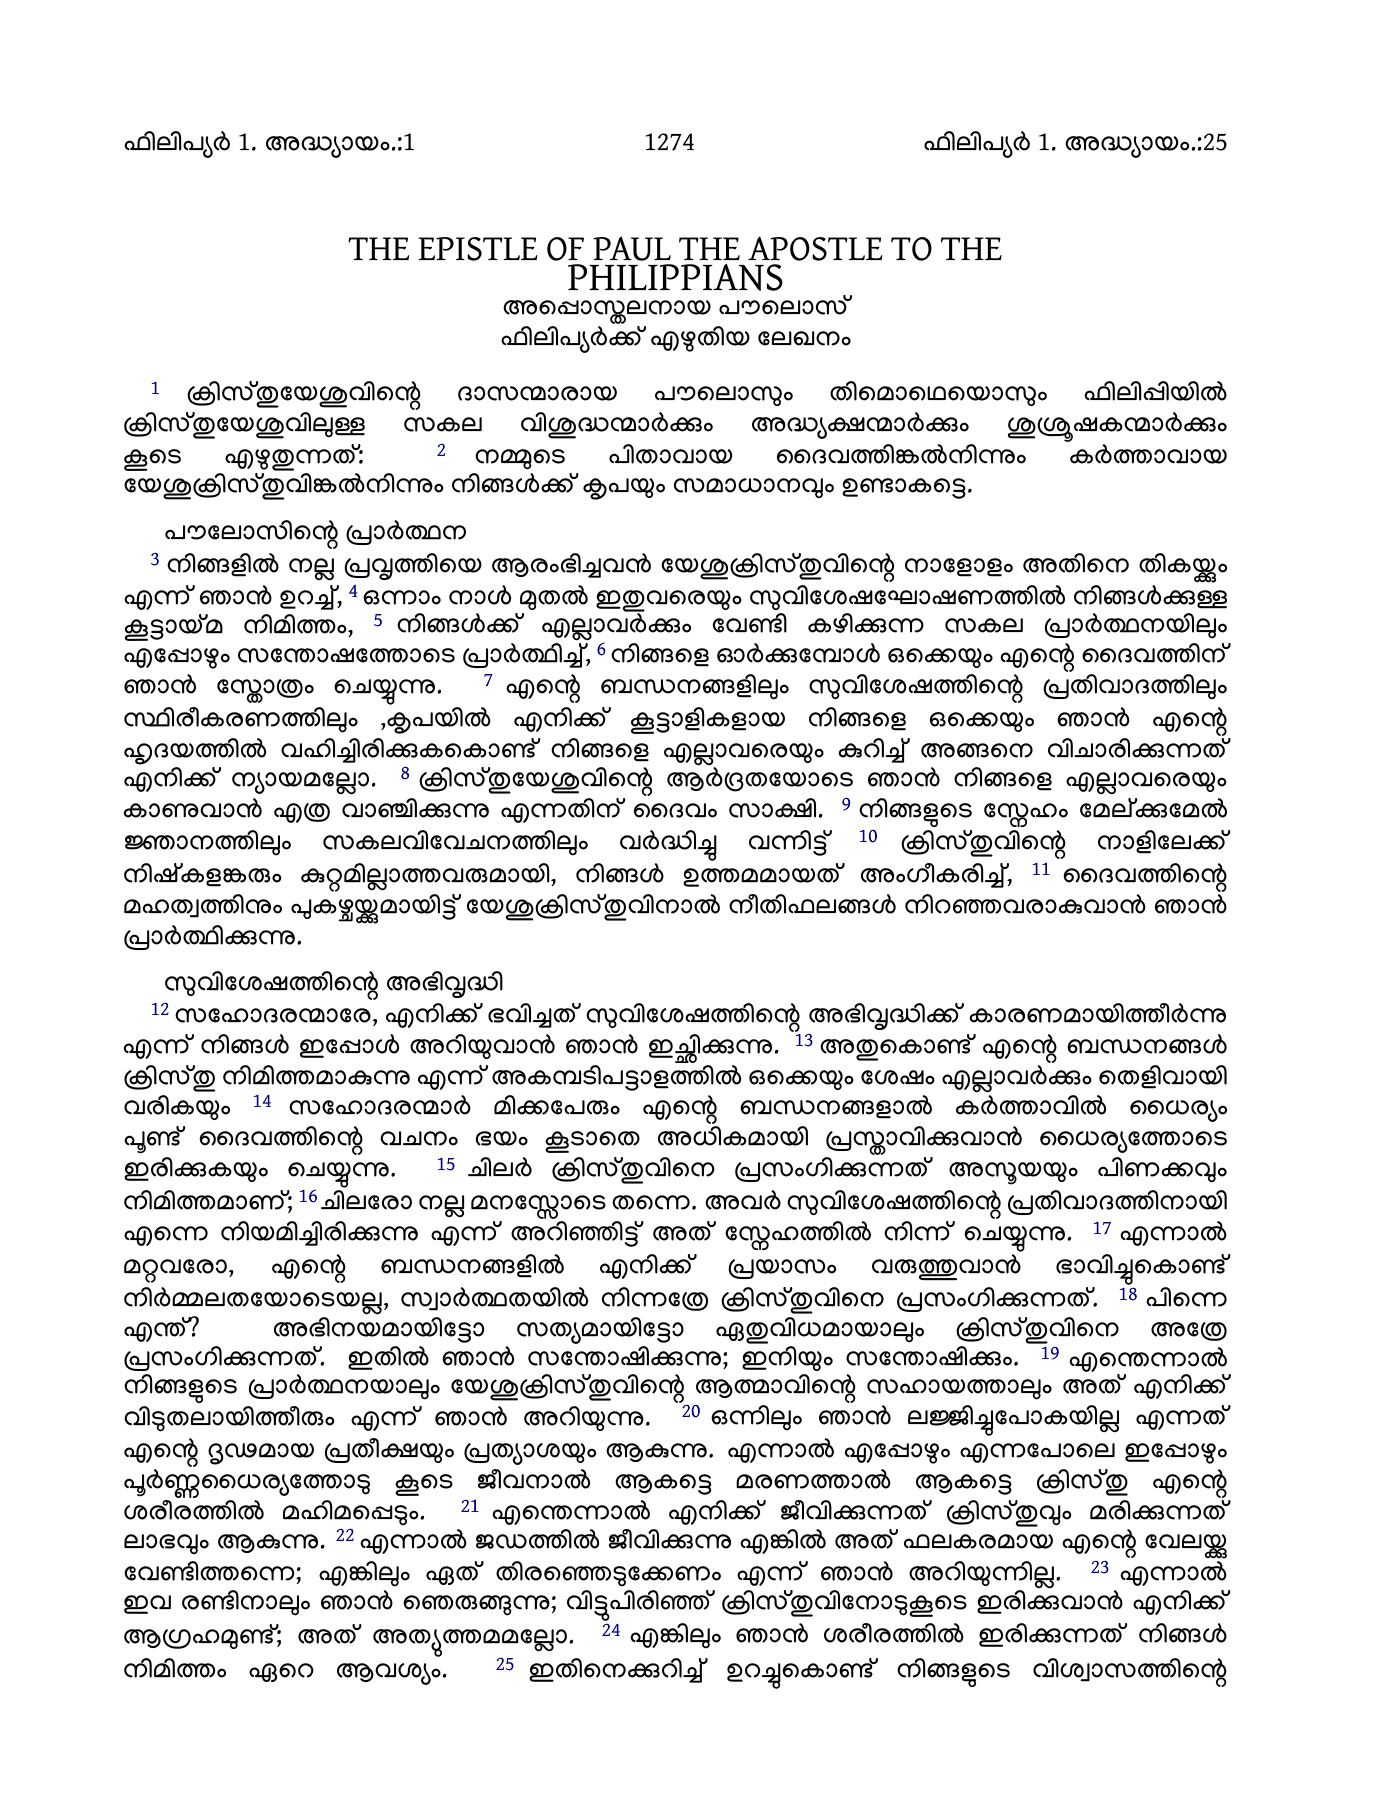 ഫിലിപ്യർ 1. അദ്ധ്യായം.:1 1274 ഫിലിപ്യർ 1. അദ്ധ്യായം.:25
THE EPISTLE OF PAUL THE APOSTLE TO THE
PHILIPPIANS
അപ്പൊസ്തലനായ പൗലൊസ്
ഫിലിപ്യർക്ക് എഴുതിയ ലേഖനം
1 ക്രിസ്തുയേശുവിന്റെ ദാസന്മാരായ പൗലൊസും തിമൊഥെയൊസും ഫിലിപ്പിയിൽ
ക്രിസ്തുയേശുവിലുള്ള സകല വിശുദ്ധന്മാർക്കും അദ്ധ്യക്ഷന്മാർക്കും ശുശ്രൂഷകന്മാർക്കും
കൂടെ എഴുതുന്നത്: 2 നമ്മുടെ പിതാവായ ദൈവത്തിങ്കൽനിന്നും കർത്താവായ
യേശുക്രിസ്തുവിങ്കൽനിന്നും നിങ്ങൾക്ക് കൃപയും സമാധാനവും ഉണ്ടാകട്ടെ.
പൗലോസിന്റെ പ്രാർത്ഥന
3 നിങ്ങളിൽ നല്ല പ്രവൃത്തിയെ ആരംഭിച്ചവൻ യേശുക്രിസ്തുവിന്റെ നാളോളം അതിനെ തികയ്ക്കും
എന്ന് ഞാൻ ഉറച്ച്, 4 ഒന്നാം നാൾ മുതൽ ഇതുവരെയും സുവിശേഷഘോഷണത്തിൽ നിങ്ങൾക്കുള്ള
കൂട്ടായ്മ നിമിത്തം, 5 നിങ്ങൾക്ക് എല്ലാവർക്കും വേണ്ടി കഴിക്കുന്ന സകല പ്രാർത്ഥനയിലും
എപ്പോഴും സന്തോഷത്തോടെ പ്രാർത്ഥിച്ച്, 6 നിങ്ങളെ ഓർക്കുമ്പോൾ ഒക്കെയും എന്റെ ദൈവത്തിന്
ഞാൻ സ്തോത്രം ചെയ്യുന്നു. 7 എന്റെ ബന്ധനങ്ങളിലും സുവിശേഷത്തിന്റെ പ്രതിവാദത്തിലും
സ്ഥിരീകരണത്തിലും ,കൃപയിൽ എനിക്ക് കൂട്ടാളികളായ നിങ്ങളെ ഒക്കെയും ഞാൻ എന്റെ
ഹൃദയത്തിൽ വഹിച്ചിരിക്കുകകൊണ്ട് നിങ്ങളെ എല്ലാവരെയും കുറിച്ച് അങ്ങനെ വിചാരിക്കുന്നത്
എനിക്ക് ന്യായമല്ലോ. 8 ക്രിസ്തുയേശുവിന്റെ ആർദ്രതയോടെ ഞാൻ നിങ്ങളെ എല്ലാവരെയും
കാണുവാൻ എത്ര വാഞ്ചിക്കുന്നു എന്നതിന് ദൈവം സാക്ഷി. 9 നിങ്ങളുടെ സ്നേഹം മേല്ക്കുമേൽ
ജ്ഞാനത്തിലും സകലവിവേചനത്തിലും വർദ്ധിച്ചു വന്നിട്ട് 10 ക്രിസ്തുവിന്റെ നാളിലേക്ക്
നിഷ്കളങ്കരും കുറ്റമില്ലാത്തവരുമായി, നിങ്ങൾ ഉത്തമമായത് അംഗീകരിച്ച്, 11 ദൈവത്തിന്റെ
മഹത്വത്തിനും പുകഴ്ചയ്ക്കുമായിട്ട് യേശുക്രിസ്തുവിനാൽ നീതിഫലങ്ങൾ നിറഞ്ഞവരാകുവാൻ ഞാൻ
പ്രാർത്ഥിക്കുന്നു.
സുവിശേഷത്തിന്റെ അഭിവൃദ്ധി
12 സഹോദരന്മാരേ, എനിക്ക് ഭവിച്ചത് സുവിശേഷത്തിന്റെ അഭിവൃദ്ധിക്ക് കാരണമായിത്തീർന്നു
എന്ന് നിങ്ങൾ ഇപ്പോൾ അറിയുവാൻ ഞാൻ ഇച്ഛിക്കുന്നു. 13 അതുകൊണ്ട് എന്റെ ബന്ധനങ്ങൾ
ക്രിസ്തു നിമിത്തമാകുന്നു എന്ന് അകമ്പടിപട്ടാളത്തിൽ ഒക്കെയും ശേഷം എല്ലാവർക്കും തെളിവായി
വരികയും 14 സഹോദരന്മാർ മിക്കപേരും എന്റെ ബന്ധനങ്ങളാൽ കർത്താവിൽ ധൈര്യം
പൂണ്ട് ദൈവത്തിന്റെ വചനം ഭയം കൂടാതെ അധികമായി പ്രസ്താവിക്കുവാൻ ധൈര്യത്തോടെ
ഇരിക്കുകയും ചെയ്യുന്നു. 15 ചിലർ ക്രിസ്തുവിനെ പ്രസംഗിക്കുന്നത് അസൂയയും പിണക്കവും
നിമിത്തമാണ്; 16 ചിലരോ നല്ല മനസ്സോടെ തന്നെ. അവർ സുവിശേഷത്തിന്റെ പ്രതിവാദത്തിനായി
എന്നെ നിയമിച്ചിരിക്കുന്നു എന്ന് അറിഞ്ഞിട്ട് അത് സ്നേഹത്തിൽ നിന്ന് ചെയ്യുന്നു. 17 എന്നാൽ
മറ്റവരോ, എന്റെ ബന്ധനങ്ങളിൽ എനിക്ക് പ്രയാസം വരുത്തുവാൻ ഭാവിച്ചുകൊണ്ട്
നിർമ്മലതയോടെയല്ല, സ്വാർത്ഥതയിൽ നിന്നത്രേ ക്രിസ്തുവിനെ പ്രസംഗിക്കുന്നത്. 18 പിന്നെ
എന്ത്? അഭിനയമായിട്ടോ സത്യമായിട്ടോ ഏതുവിധമായാലും ക്രിസ്തുവിനെ അത്രേ
പ്രസംഗിക്കുന്നത്. ഇതിൽ ഞാൻ സന്തോഷിക്കുന്നു; ഇനിയും സന്തോഷിക്കും. 19 എന്തെന്നാൽ
നിങ്ങളുടെ പ്രാർത്ഥനയാലും യേശുക്രിസ്തുവിന്റെ ആത്മാവിന്റെ സഹായത്താലും അത് എനിക്ക്
വിടുതലായിത്തീരും എന്ന് ഞാൻ അറിയുന്നു. 20 ഒന്നിലും ഞാൻ ലജ്ജിച്ചുപോകയില്ല എന്നത്
എന്റെ ദൃഢമായ പ്രതീക്ഷയും പ്രത്യാശയും ആകുന്നു. എന്നാൽ എപ്പോഴും എന്നപോലെ ഇപ്പോഴും
പൂർണ്ണധൈര്യത്തോടു കൂടെ ജീവനാൽ ആകട്ടെ മരണത്താൽ ആകട്ടെ ക്രിസ്തു എന്റെ
ശരീരത്തിൽ മഹിമപ്പെടും. 21 എന്തെന്നാൽ എനിക്ക് ജീവിക്കുന്നത് ക്രിസ്തുവും മരിക്കുന്നത്
ലാഭവും ആകുന്നു. 22 എന്നാൽ ജഡത്തിൽ ജീവിക്കുന്നു എങ്കിൽ അത് ഫലകരമായ എന്റെ വേലയ്ക്കു
വേണ്ടിത്തന്നെ; എങ്കിലും ഏത് തിരഞ്ഞെടുക്കേണം എന്ന് ഞാൻ അറിയുന്നില്ല. 23 എന്നാൽ
ഇവ രണ്ടിനാലും ഞാൻ ഞെരുങ്ങുന്നു; വിട്ടുപിരിഞ്ഞ് ക്രിസ്തുവിനോടുകൂടെ ഇരിക്കുവാൻ എനിക്ക്
ആഗ്രഹമുണ്ട്; അത് അത്യുത്തമമല്ലോ. 24 എങ്കിലും ഞാൻ ശരീരത്തിൽ ഇരിക്കുന്നത് നിങ്ങൾ
നിമിത്തം ഏറെ ആവശ്യം. 25 ഇതിനെക്കുറിച്ച് ഉറച്ചുകൊണ്ട് നിങ്ങളുടെ വിശ്വാസത്തിന്റെ